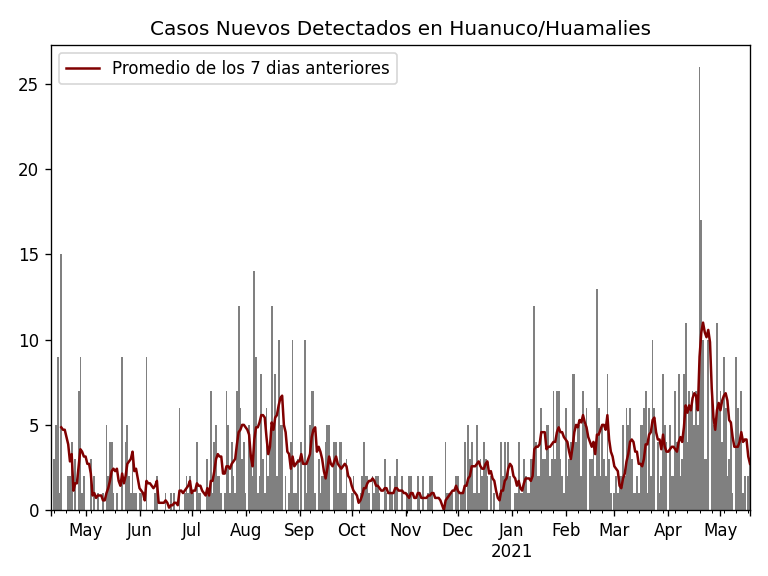 Casos Nuevos Detectados en Huanuco/Huamalies
Promedio de los 7 dias anteriores
25
20
15
10
5
0
May Jun Jul Aug Sep Oct Nov Dec Jan Feb Mar Apr May
2021